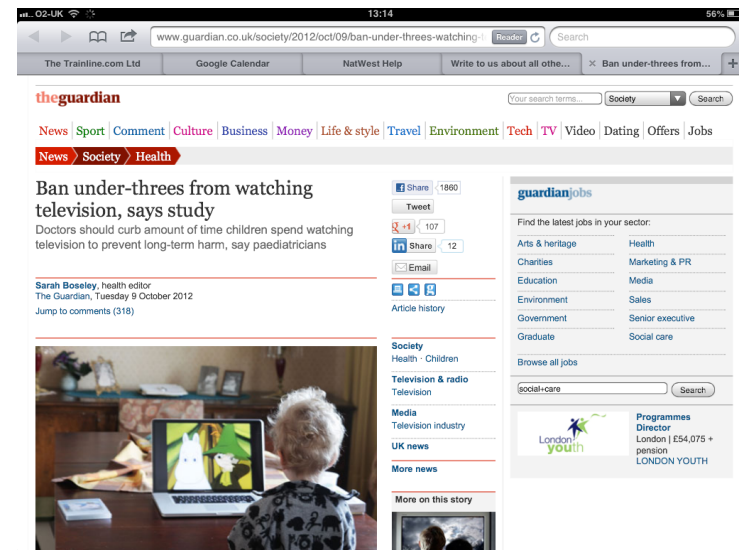 O2-UK
13:14
56%
www.guardian.co.uk/society/2012/oct/09/ban-under-threes-watching-t
Reader
Search
The Trainline.com Ltd
Google Calendar
NatWest Help
Write to us about all othe...
Ban under-threes from...
theguardian
Your search terms...
Society
Search
News Sport Comment Culture Business Money Life & style Travel Environment Tech TV Video Dating Offers Jobs
News Society Health
Ban under-threes from watching
television, says study
Doctors should curb amount of time children spend watching
television to prevent long-term harm, say paediatricians
Sarah Boseley, health editor
The Guardian, Tuesday 9 October 2012
Jump to comments (318)
Share 1860
Tweet
+1 107
in Share 12
Email
Article history
Society
Health · Children
Television & radio
Television
Media
Television industry
UK news
More news
More on this story
guardianjobs
Find the latest jobs in your sector:
Arts & heritage
Health
Charities
Marketing & PR
Education
Media
Environment
Sales
Government
Senior executive
Graduate
Social care
Browse all jobs
social+care
Search
London
youth
Programmes
Director
London | £54,075 +
pension
LONDON YOUTH